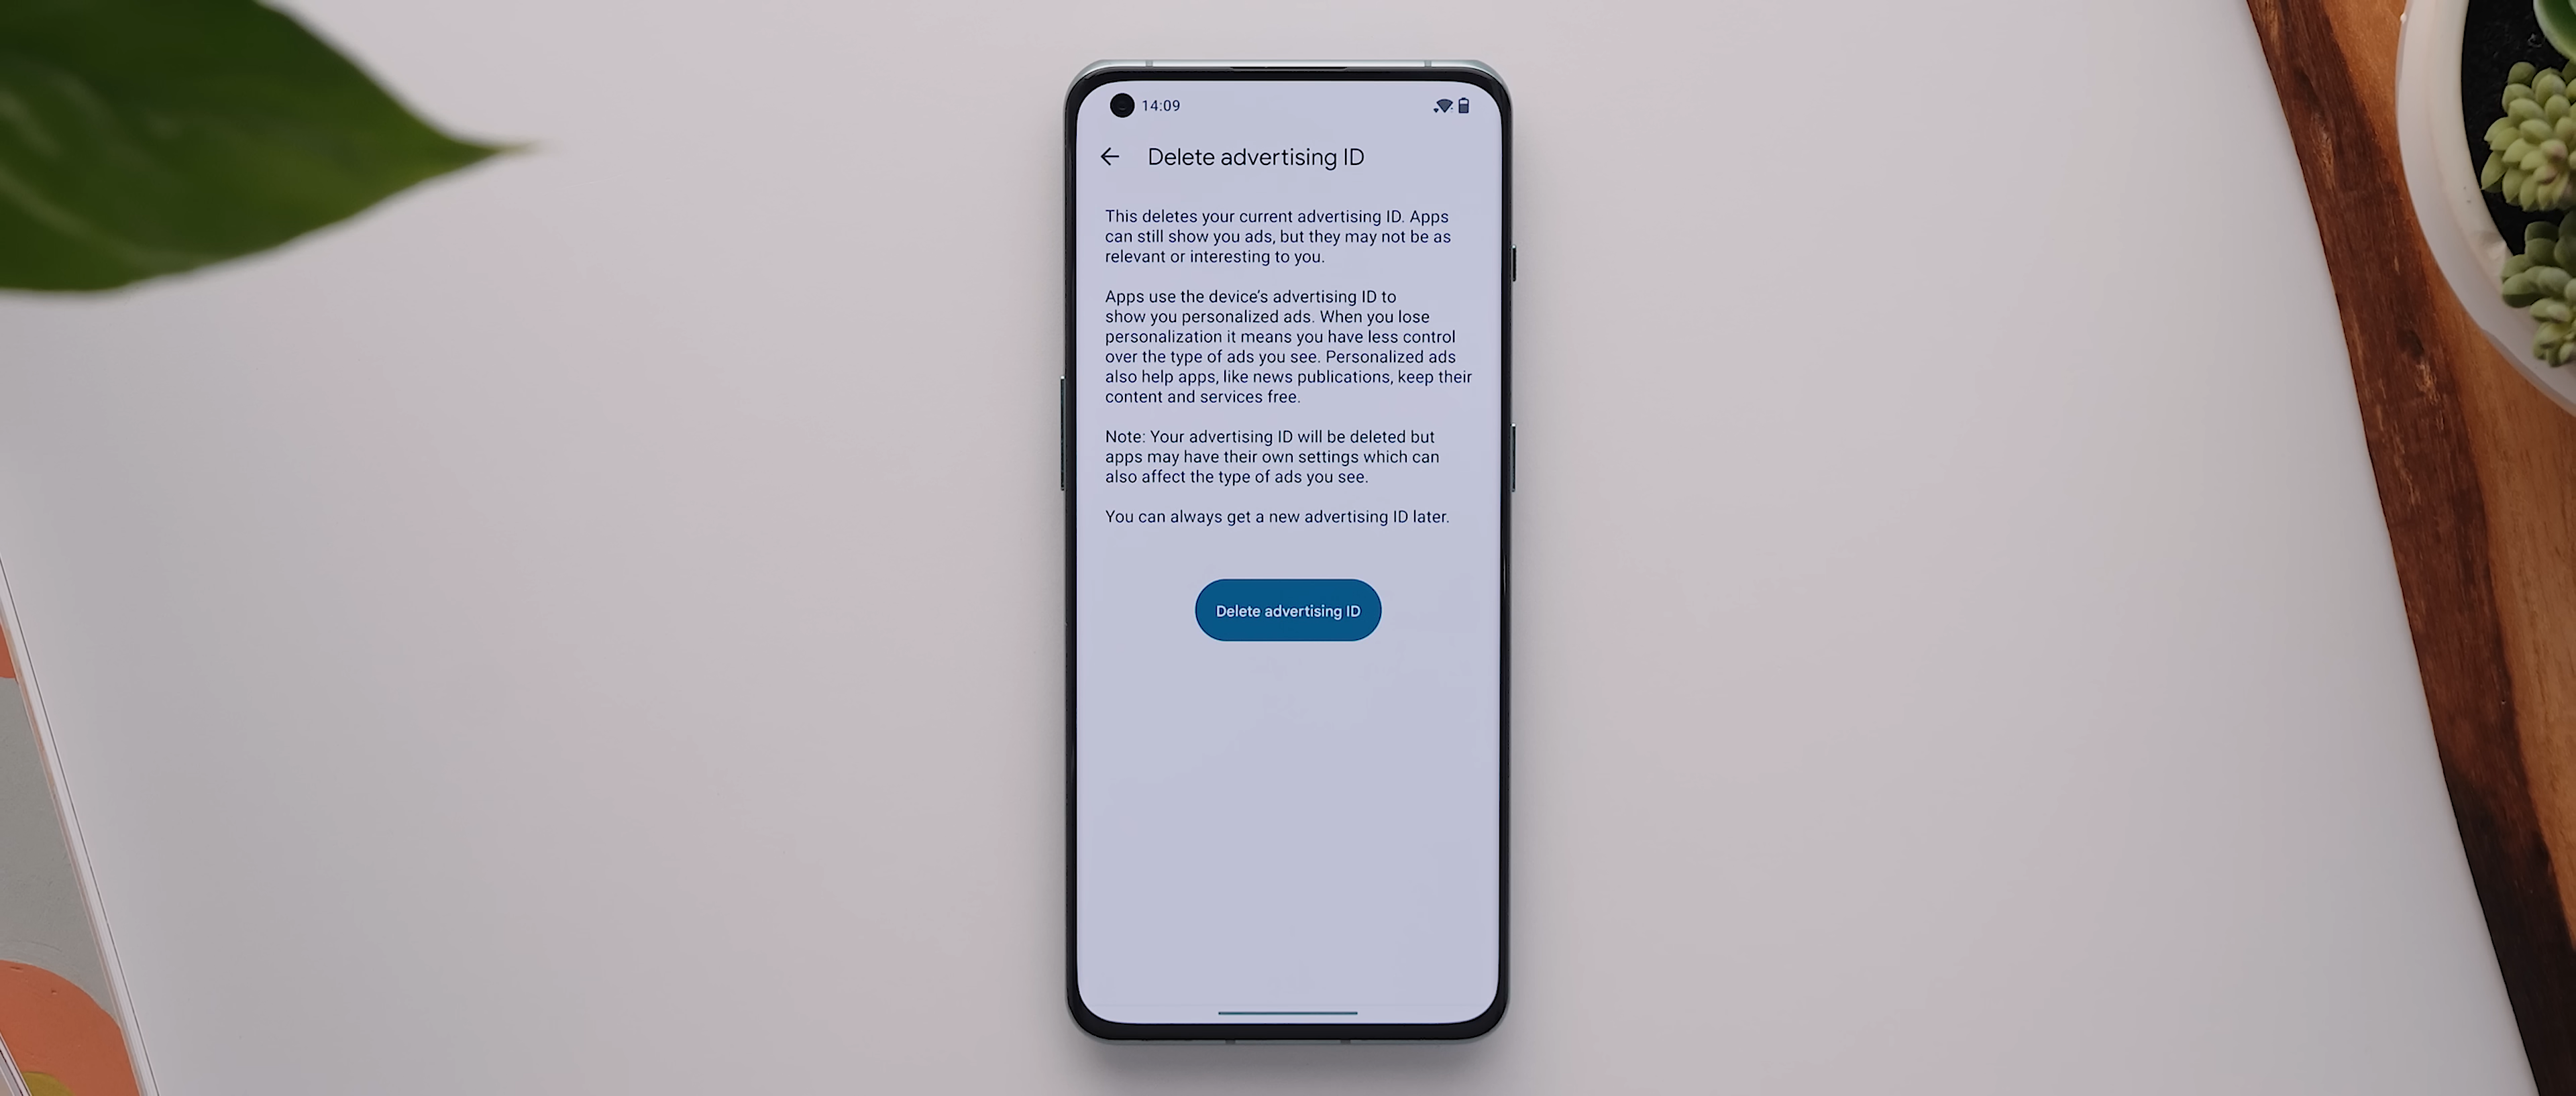 14:09
Delete advertising ID
This deletes your current advertising ID. Apps
can still show you ads, but they may not be as
relevant or interesting to you.
Apps use the device's advertising ID to
show you personalized ads. When you lose
personalization it means you have less control
over the type of ads you see. Personalized ads
also help apps, like news publications, keep their
content and services free.
Note: Your advertising ID will be deleted but
apps may have their own settings which can
also affect the type of ads you see.
You can always get a new advertising ID later.
Delete advertising ID